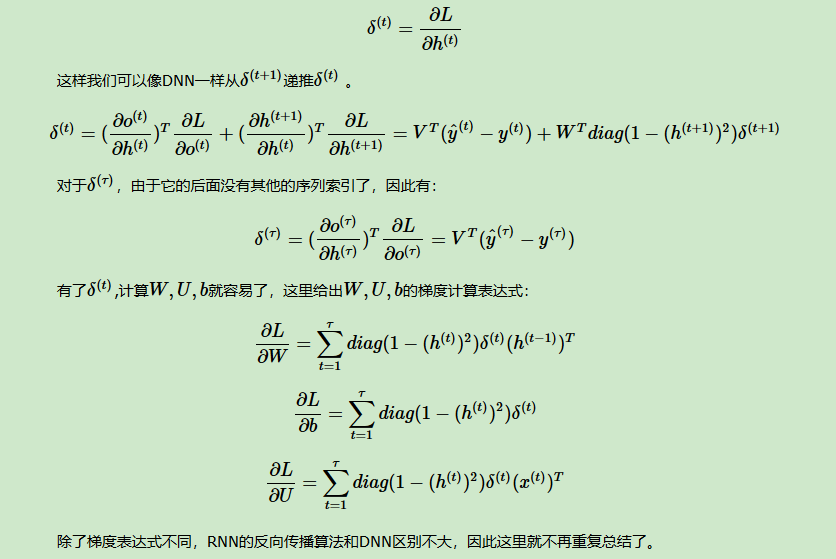 $$\delta^{(t)} = \frac{\partial L}{\partial h^{(t)}}$$
这样我们可以像DNN一样从$\delta^{(t+1)}$递推$\delta^{(t)}$ 。
$$\delta^{(t)} = (\frac{\partial o^{(t)}}{\partial h^{(t)}})^T \frac{\partial L}{\partial o^{(t)}} + (\frac{\partial h^{(t+1)}}{\partial h^{(t)}})^T \frac{\partial L}{\partial h^{(t+1)}} = V^T(\hat{y}^{(t)} - y^{(t)}) + W^T diag(1 - (h^{(t+1)})^2)\delta^{(t+1)}$$
对于$\delta^{(\tau)}$，由于它的后面没有其他的序列索引了，因此有：
$$\delta^{(\tau)} = (\frac{\partial o^{(\tau)}}{\partial h^{(\tau)}})^T \frac{\partial L}{\partial o^{(\tau)}} = V^T(\hat{y}^{(\tau)} - y^{(\tau)})$$
有了$\delta^{(t)}$,计算$W, U, b$就容易了，这里给出$W, U, b$的梯度计算表达式：
$$\frac{\partial L}{\partial W} = \sum_{t=1}^{\tau} diag(1 - (h^{(t)})^2)\delta^{(t)}(h^{(t-1)})^T$$
$$\frac{\partial L}{\partial b} = \sum_{t=1}^{\tau} diag(1 - (h^{(t)})^2)\delta^{(t)}$$
$$\frac{\partial L}{\partial U} = \sum_{t=1}^{\tau} diag(1 - (h^{(t)})^2)\delta^{(t)}(x^{(t)})^T$$
除了梯度表达式不同，RNN的反向传播算法和DNN区别不大，因此这里就不再重复总结了。